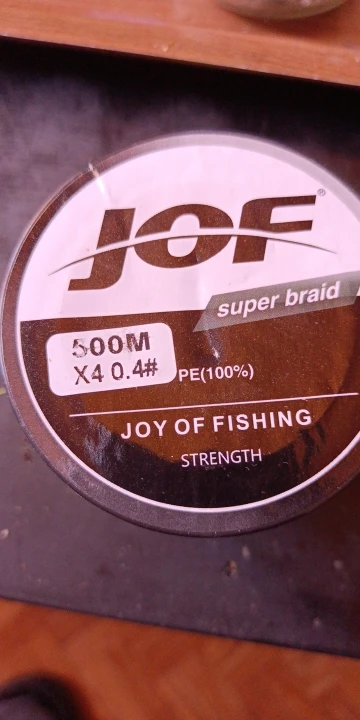 JOF®
super braid
500M
X4 0.4#
PE(100%)
JOY OF FISHING
STRENGTH